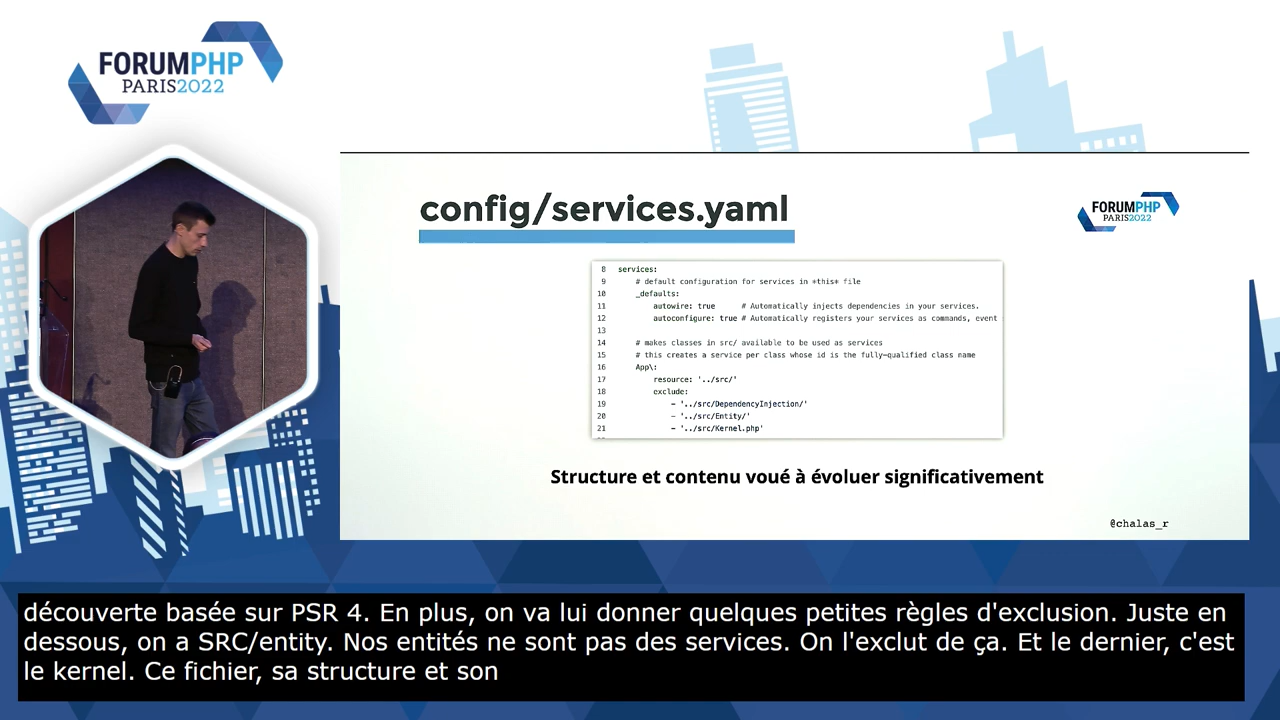 FORUMPHP
PARIS2022
config/services.yaml
FORUMPHP
PARIS2022
8 services:
9 # default configuration for services in *this* file
10 _defaults:
11 autowire: true # Automatically injects dependencies in your services.
12 autoconfigure: true # Automatically registers your services as commands, event
13
14 # makes classes in src/ available to be used as services
15 # this creates a service per class whose id is the fully-qualified class name
16 App\:
17 resource: '../src/'
18 exclude:
19 - '../src/DependencyInjection/'
20 - '../src/Entity/'
21 - '../src/Kernel.php'
Structure et contenu voué à évoluer significativement
@chalas_r
découverte basée sur PSR 4. En plus, on va lui donner quelques petites règles d'exclusion. Juste en
dessous, on a SRC/entity. Nos entités ne sont pas des services. On l'exclut de ça. Et le dernier, c'est
le kernel. Ce fichier, sa structure et son